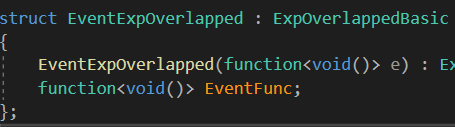 struct EventExpOverlapped : ExpOverlappedBasic
{
EventExpOverlapped(function<void()> e) : Ex
function<void()> EventFunc;
};